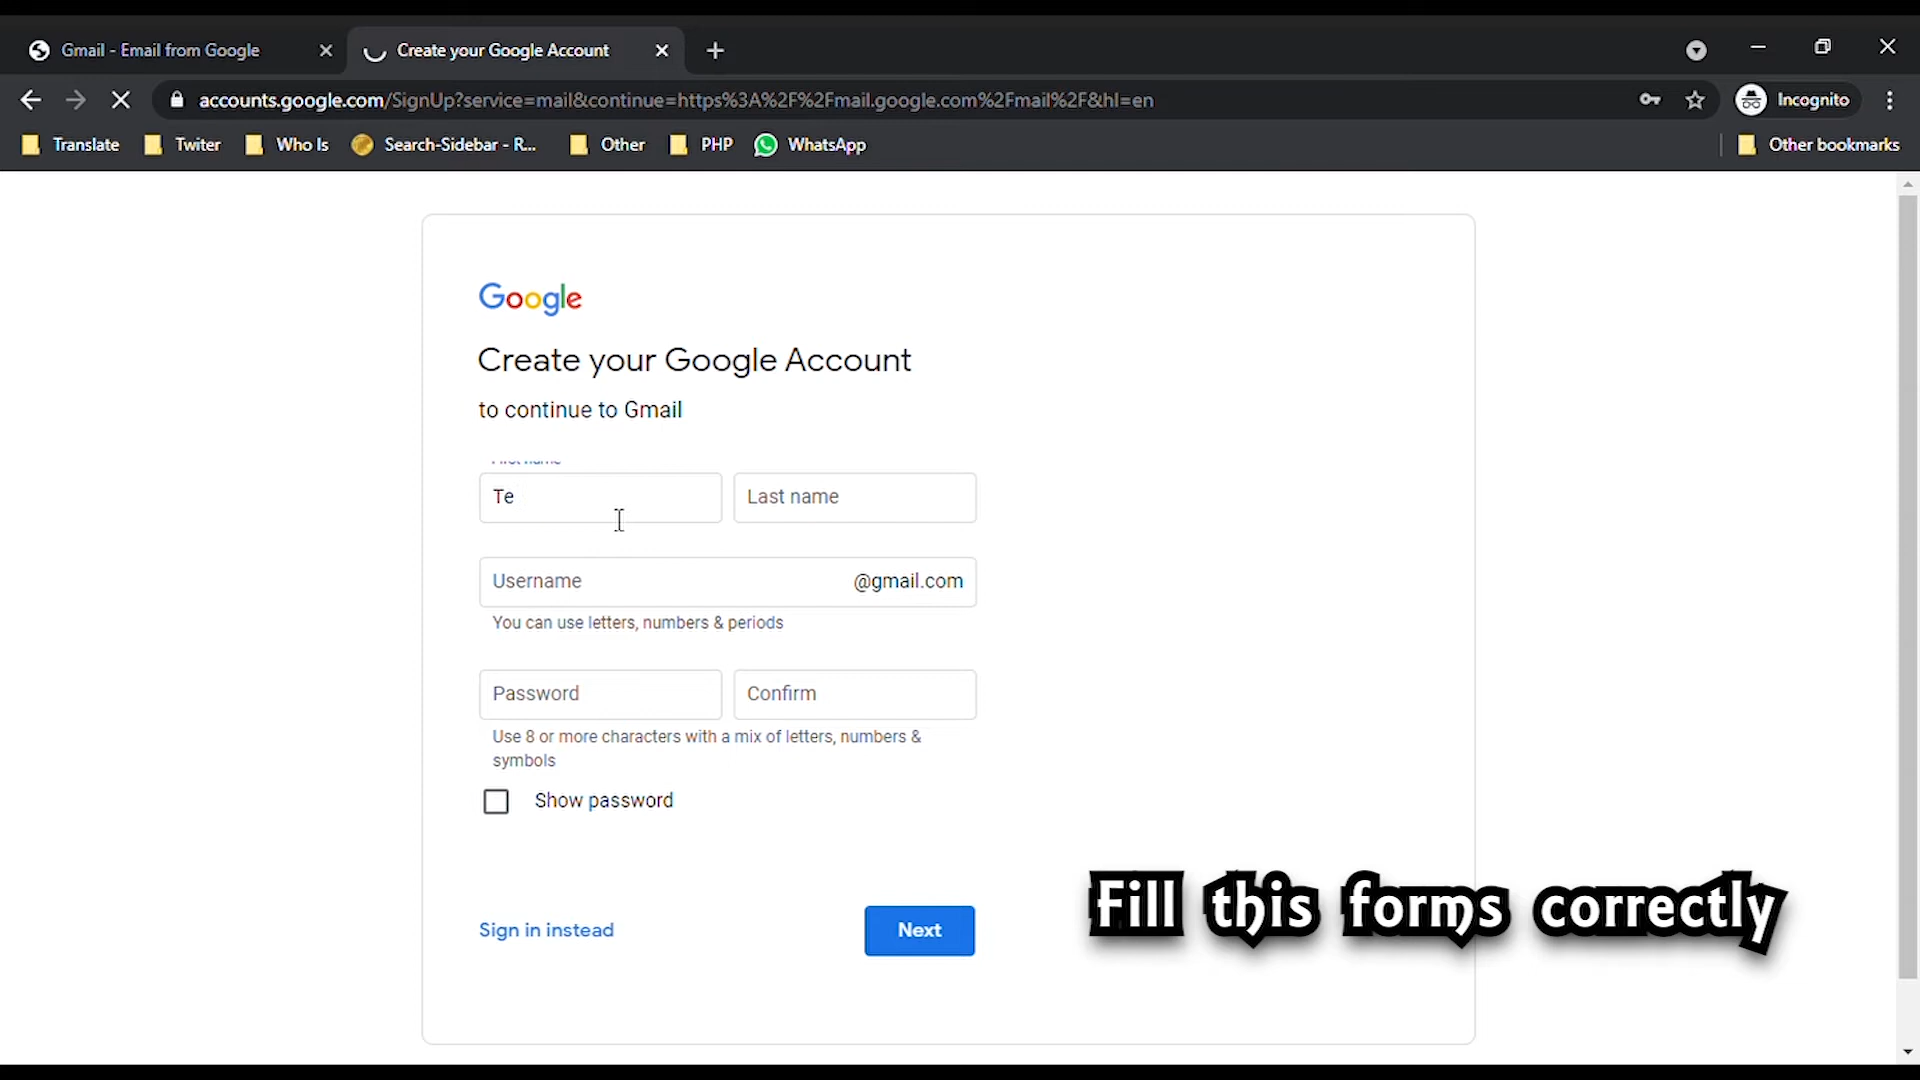 Gmail - Email from Google
Create your Google Account
accounts.google.com/SignUp?service=mail&continue=https%3A%2F%2Fmail.google.com%2Fmail%2F&hl=en
Incognito
Translate
Twiter
Who Is
Search-Sidebar - R...
Other
PHP
WhatsApp
Other bookmarks
Google
Create your Google Account
to continue to Gmail
First name
Te
Last name
Username
@gmail.com
You can use letters, numbers & periods
Password
Confirm
Use 8 or more characters with a mix of letters, numbers &
symbols
Show password
Sign in instead
Next
Fill this forms correctly